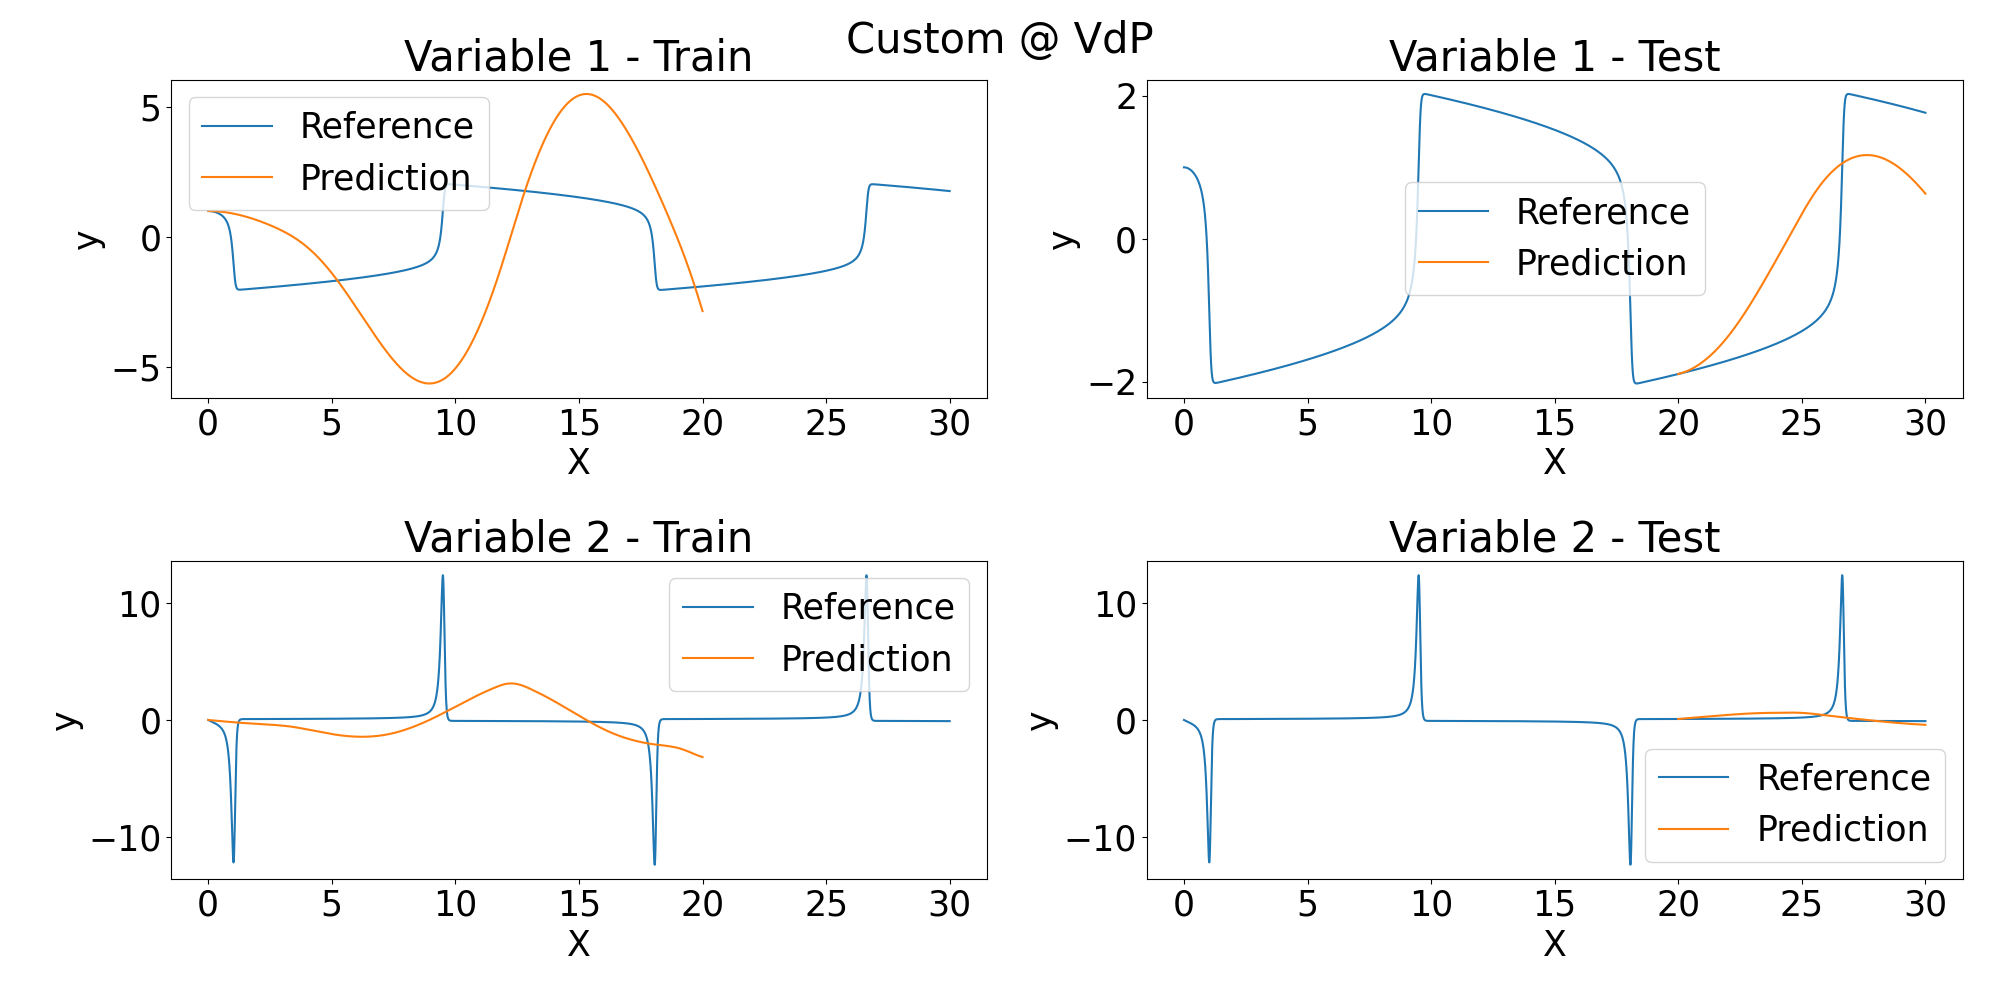 Custom @ VdP
Variable 1 - Train
5
0
−5
y
Reference
Prediction
0 5 10 15 20 25 30
X
Variable 1 - Test
2
0
−2
y
Reference
Prediction
0 5 10 15 20 25 30
X
Variable 2 - Train
10
0
−10
y
Reference
Prediction
0 5 10 15 20 25 30
X
Variable 2 - Test
10
0
−10
y
Reference
Prediction
0 5 10 15 20 25 30
X